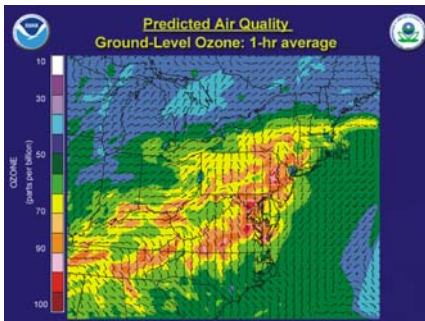 Predicted Air Quality
Ground-Level Ozone: 1-hr average
10
30
50
70
90
100
OZONE
(parts per billion)